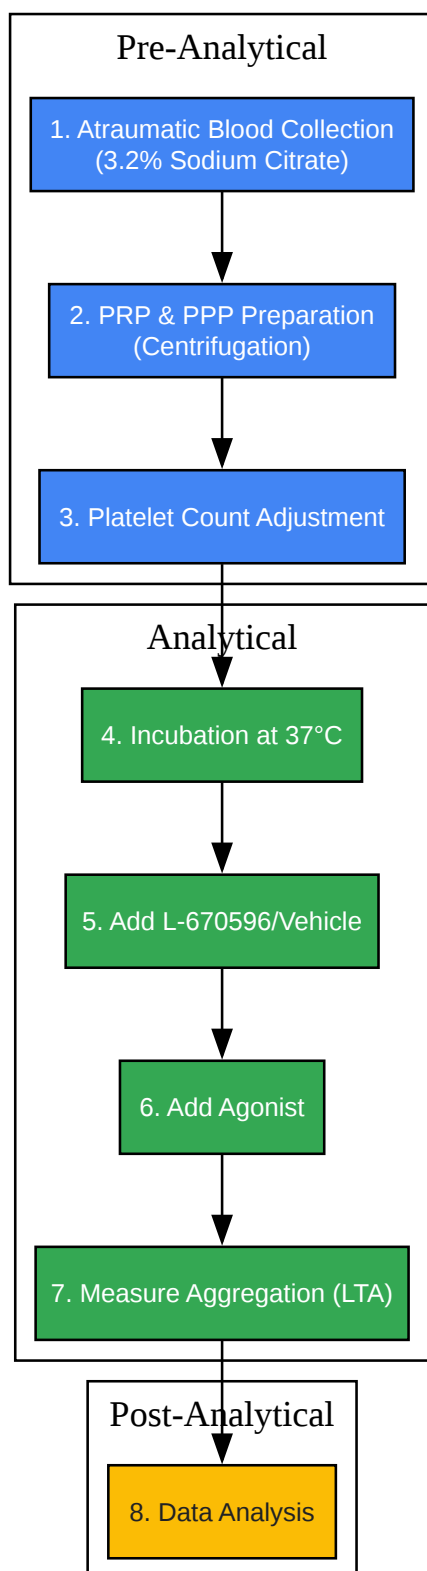 Pre-Analytical
1. Atraumatic Blood Collection
(3.2% Sodium Citrate)
2. PRP & PPP Preparation
(Centrifugation)
3. Platelet Count Adjustment
Analytical
4. Incubation at 37°C
5. Add L-670596/Vehicle
6. Add Agonist
7. Measure Aggregation (LTA)
Post-Analytical
8. Data Analysis